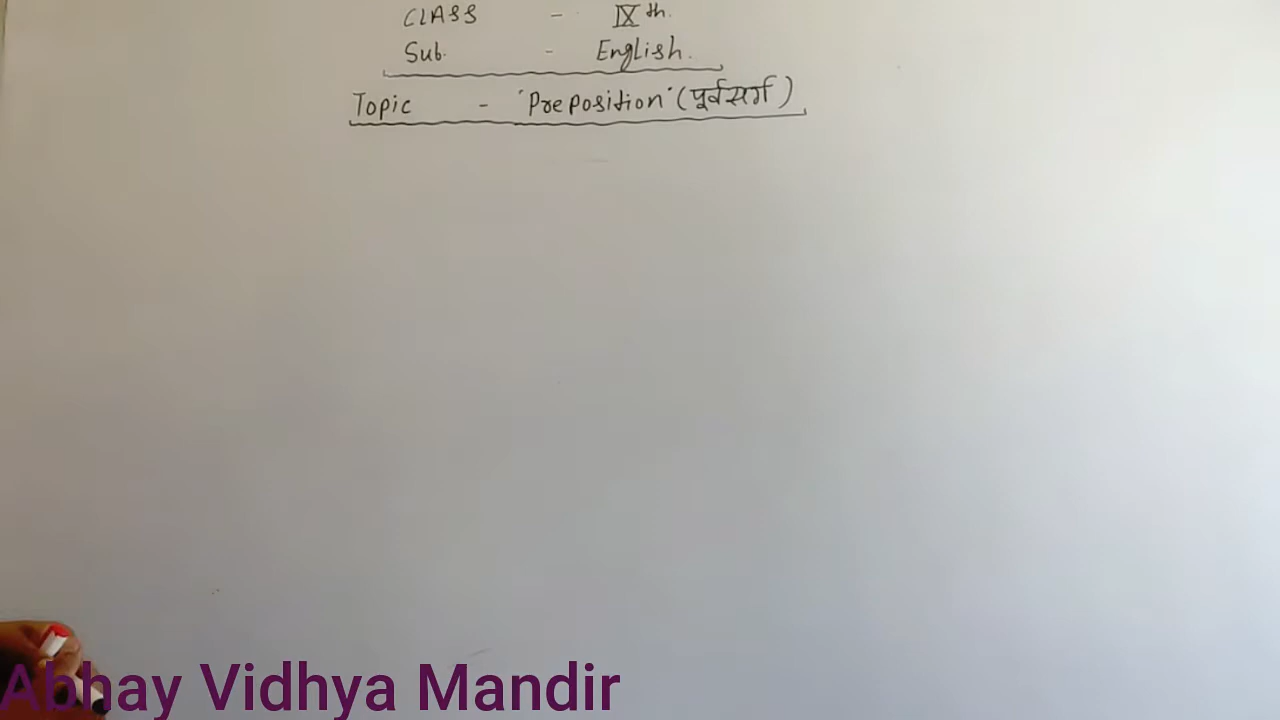 CLASS - IXth.
Sub. - English.
Topic - 'Preposition' (पूर्वसर्ग)
Abhay Vidhya Mandir